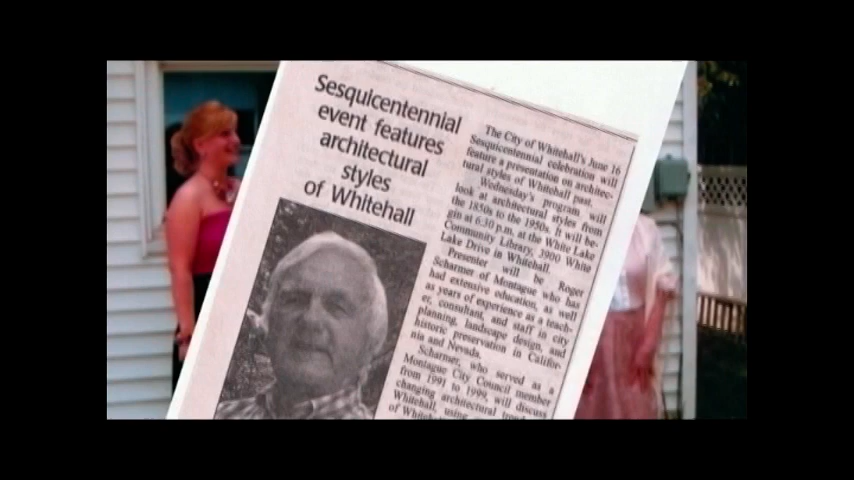 Sesquicentennial
event features
architectural
styles
of Whitehall
The City of Whitehall's June 16
Sesquicentennial celebration will
feature a presentation on architec-
tural styles of Whitehall past.
Wednesday's program will
look at architectural styles from
the 1850s to the 1950s. It will be-
gin at 6:30 p.m. at the White Lake
Community Library, 3900 White
Lake Drive in Whitehall.
Presenter will be Roger
Scharmer of Montague who has
had extensive education, as well
as years of experience as a teach-
er, consultant, and staff in city
planning, landscape design, and
historic preservation in Califor-
nia and Nevada.
Scharmer, who served as a
Montague City Council member
from 1991 to 1999, will discuss
changing architectural
Whitehall, using
of